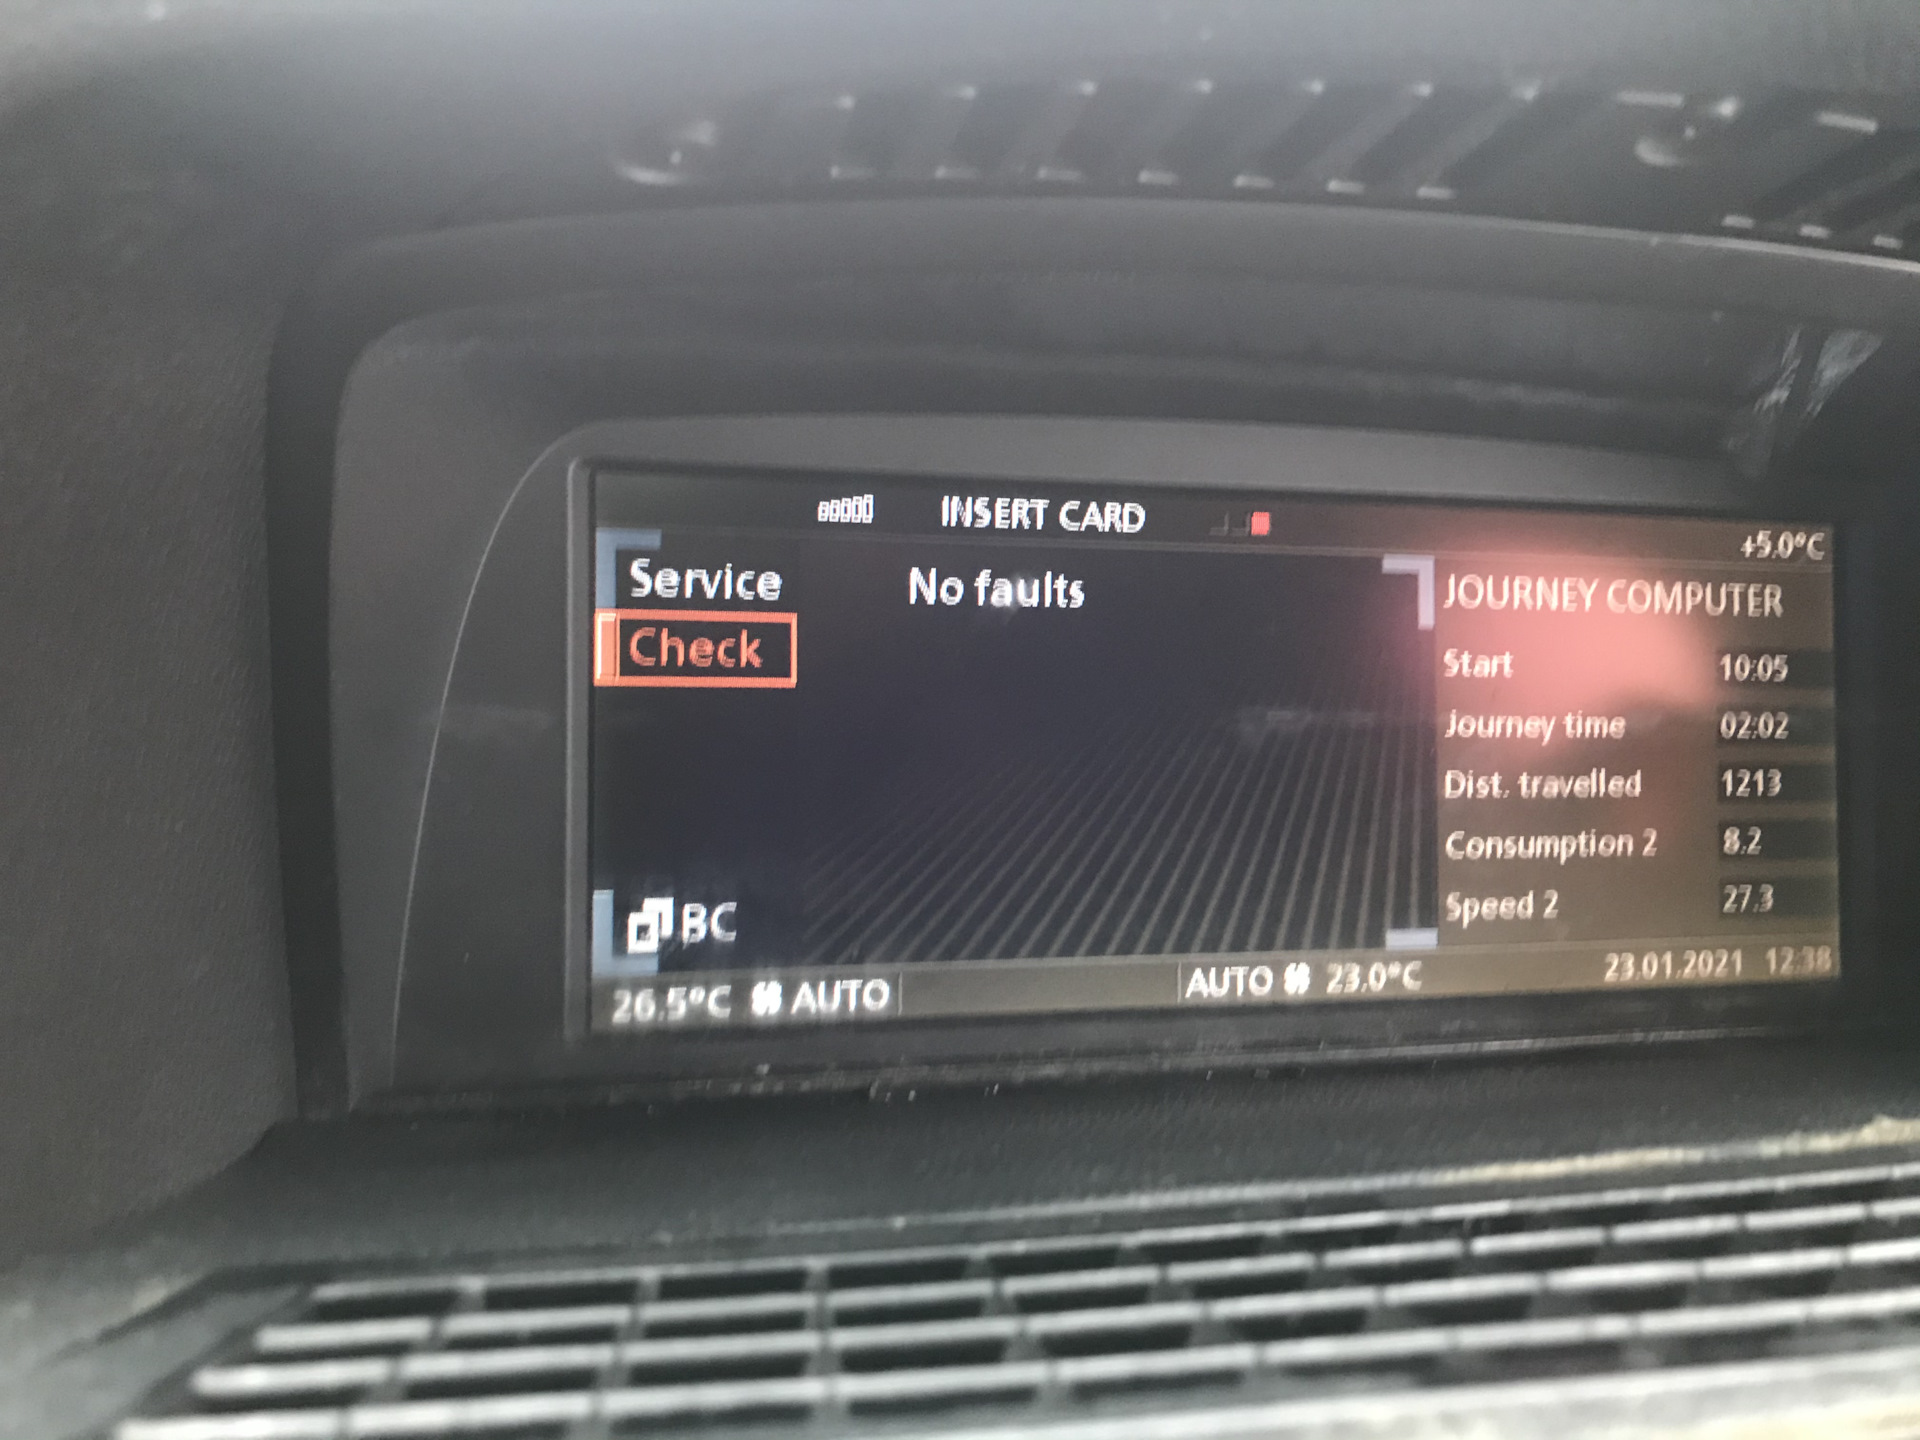 INSERT CARD
+5.0°C
Service
No faults
Check
JOURNEY COMPUTER
Start 10:05
Journey time 02:02
Dist. travelled 1213
Consumption 2 8.2
Speed 2 27.3
BC
26.5°C AUTO
AUTO 23.0°C
23.01.2021 12:38